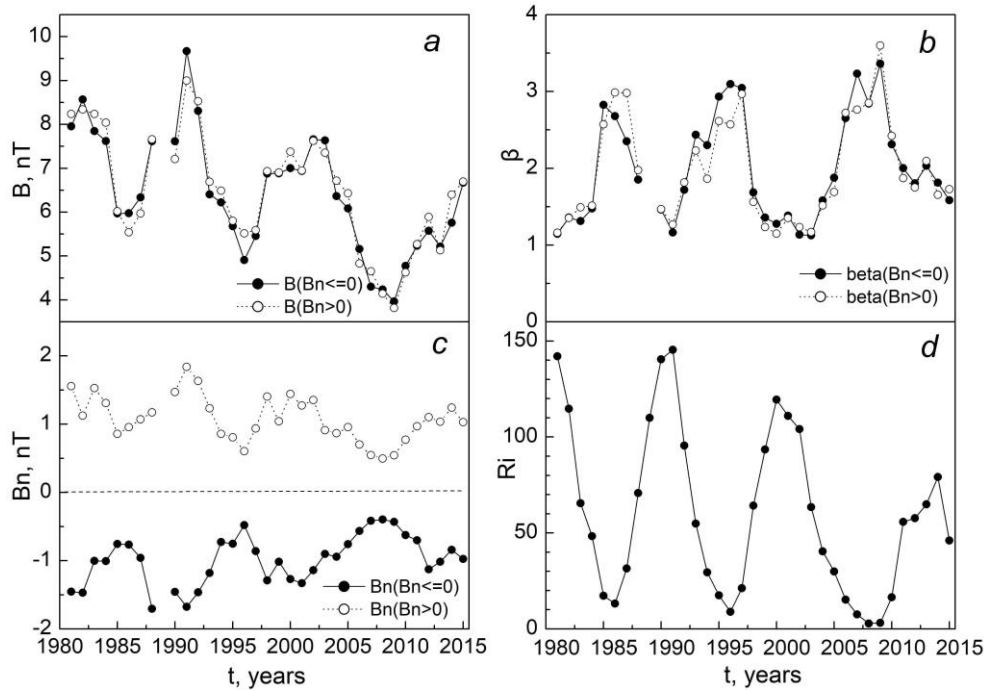 a
10
9
8
7
6
5
4
B, nT
B(Bn<=0)
B(Bn>0)
b
4
3
2
1
0
β
beta(Bn<=0)
beta(Bn>0)
c
2
1
0
-1
-2
Bn, nT
Bn(Bn<=0)
Bn(Bn>0)
1980 1985 1990 1995 2000 2005 2010 2015
t, years
d
150
100
50
0
Ri
1980 1985 1990 1995 2000 2005 2010 2015
t, years